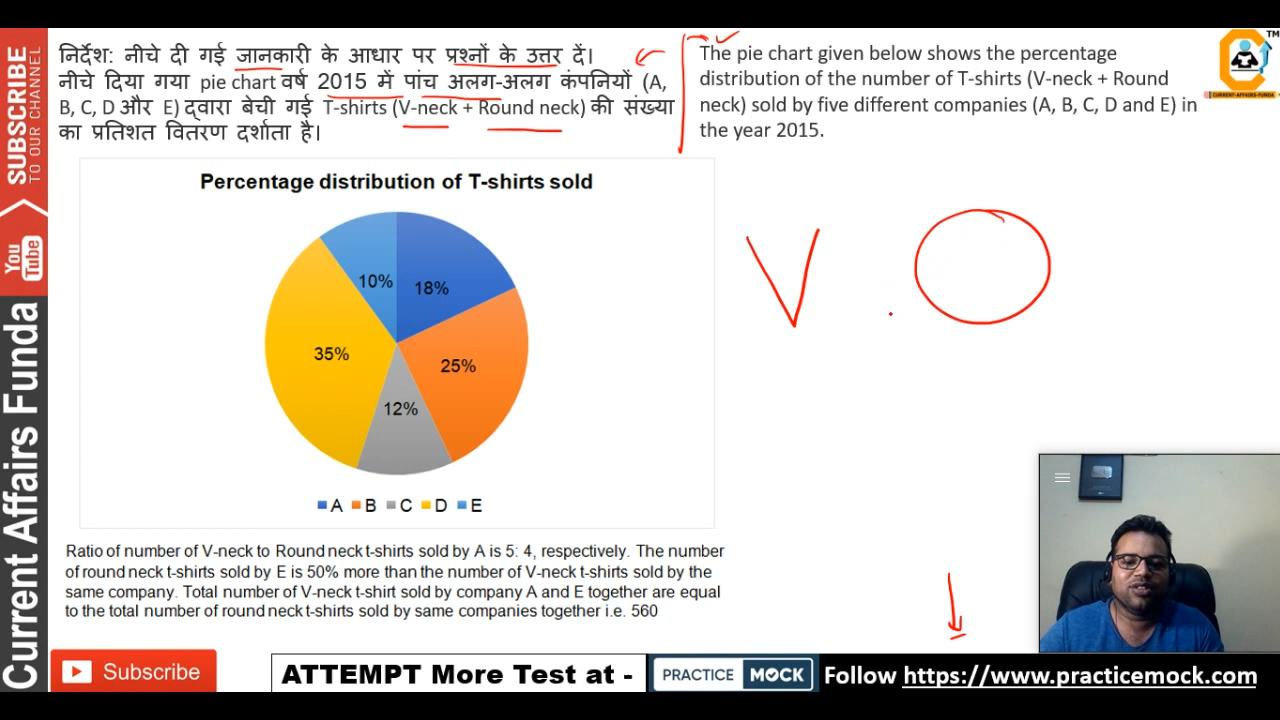 SUBSCRIBE
TO OUR CHANNEL
You Tube
Current Affairs Funda
निर्देश: नीचे दी गई जानकारी के आधार पर प्रश्नों के उत्तर दें।
नीचे दिया गया pie chart वर्ष 2015 में पांच अलग-अलग कंपनियों (A,
B, C, D और E) द्वारा बेची गई T-shirts (V-neck + Round neck) की संख्या
का प्रतिशत वितरण दर्शाता है।
The pie chart given below shows the percentage
distribution of the number of T-shirts (V-neck + Round
neck) sold by five different companies (A, B, C, D and E) in
the year 2015.
TM
CURRENT-AFFAIRS-FUNDA
Percentage distribution of T-shirts sold
10%
18%
35%
25%
12%
A B C D E
V
Ratio of number of V-neck to Round neck t-shirts sold by A is 5: 4, respectively. The number
of round neck t-shirts sold by E is 50% more than the number of V-neck t-shirts sold by the
same company. Total number of V-neck t-shirt sold by company A and E together are equal
to the total number of round neck t-shirts sold by same companies together i.e. 560
Subscribe
ATTEMPT More Test at -
PRACTICE MOCK
Follow https://www.practicemock.com